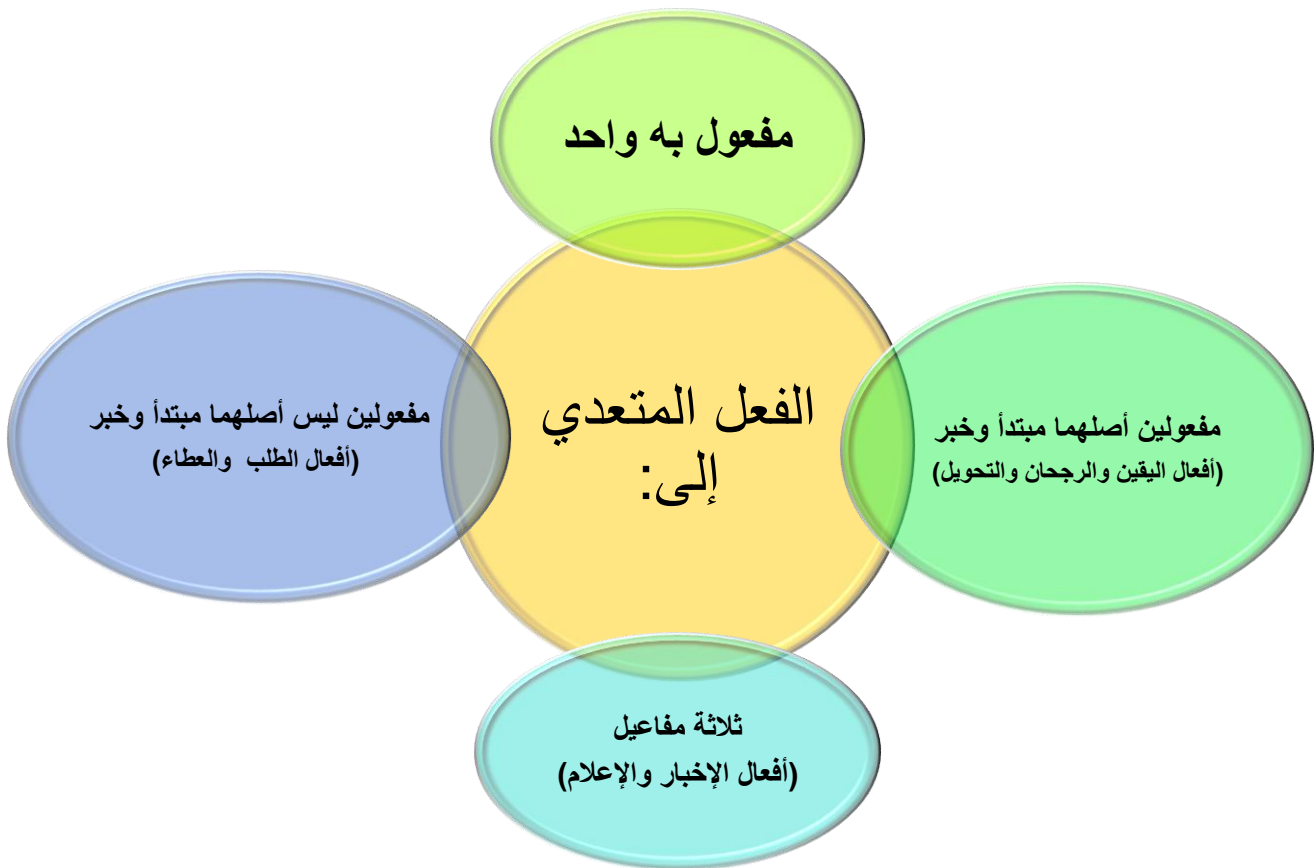 مفعول به واحد
الفعل المتعدي
إلى:
مفعولين أصلهما مبتدأ وخبر
(أفعال اليقين والرجحان والتحويل)
مفعولين ليس أصلهما مبتدأ وخبر
(أفعال الطلب والعطاء)
ثلاثة مفاعيل
(أفعال الإخبار والإعلام)